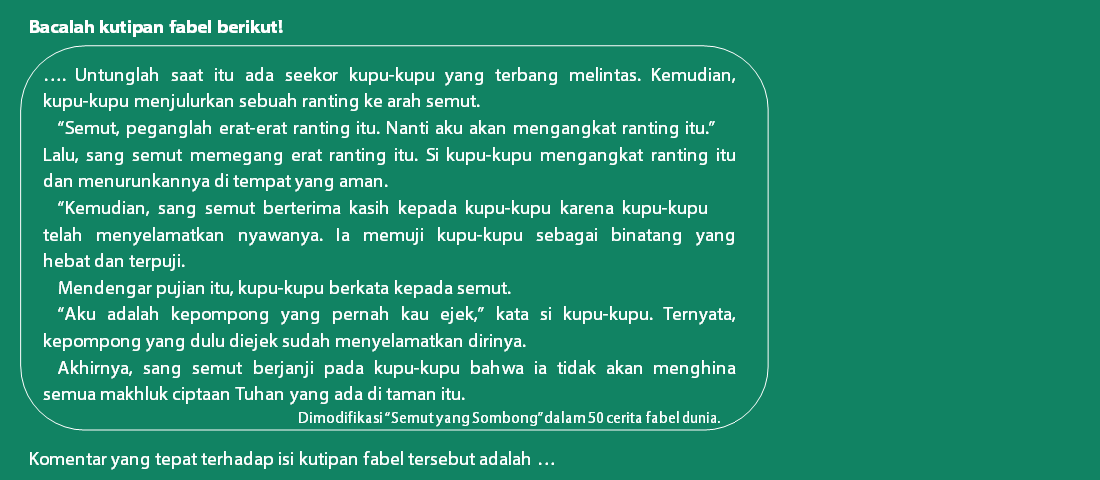 Bacalah kutipan fabel berikut!
.... Untunglah saat itu ada seekor kupu-kupu yang terbang melintas. Kemudian,
kupu-kupu menjulurkan sebuah ranting ke arah semut.
“Semut, peganglah erat-erat ranting itu. Nanti aku akan mengangkat ranting itu.”
Lalu, sang semut memegang erat ranting itu. Si kupu-kupu mengangkat ranting itu
dan menurunkannya di tempat yang aman.
“Kemudian, sang semut berterima kasih kepada kupu-kupu karena kupu-kupu
telah menyelamatkan nyawanya. Ia memuji kupu-kupu sebagai binatang yang
hebat dan terpuji.
Mendengar pujian itu, kupu-kupu berkata kepada semut.
“Aku adalah kepompong yang pernah kau ejek,” kata si kupu-kupu. Ternyata,
kepompong yang dulu diejek sudah menyelamatkan dirinya.
Akhirnya, sang semut berjanji pada kupu-kupu bahwa ia tidak akan menghina
semua makhluk ciptaan Tuhan yang ada di taman itu.
Dimodifikasi “Semut yang Sombong” dalam 50 cerita fabel dunia.
Komentar yang tepat terhadap isi kutipan fabel tersebut adalah ...